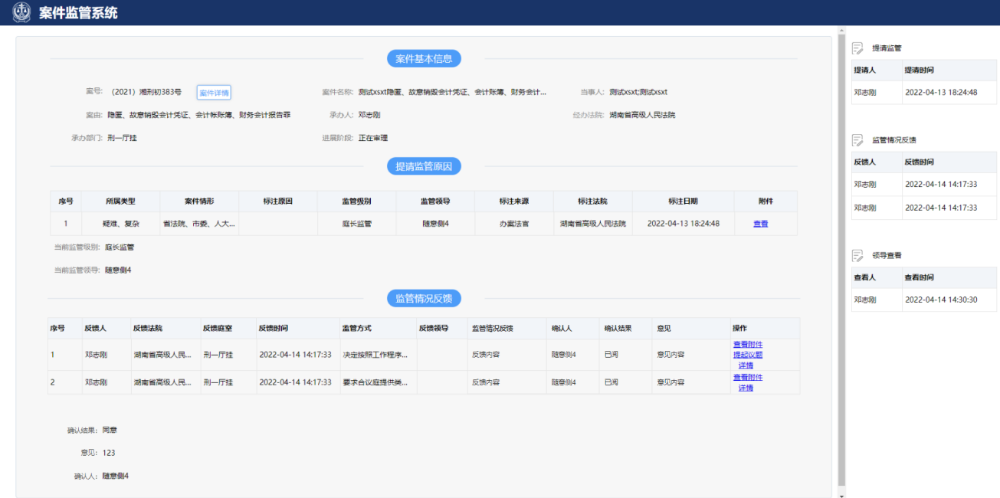 案件监管系统
案件基本信息
案号: (2021)湘刑初383号 案件详情 案件名称: 测试xsxt隐匿、故意销毁会计凭证、会计账簿、财务会计... 当事人: 测试xsxt;测试xsxt
案由: 隐匿、故意销毁会计凭证、会计帐账簿、财务会计报告罪 承办人: 邓志刚 经办法院: 湖南省高级人民法院
承办部门: 刑一厅挂 进展阶段: 正在审理
提请监管原因
序号 所属类型 案件情形 标注原因 监管级别 监管领导 标注来源 标注法院 标注日期 附件
1 疑难、复杂 省法院、市委、人大... 庭长监管 随意侧4 办案法官 湖南省高级人民法院 2022-04-13 18:24:48 查看
当前监管级别: 庭长监管
当前监管领导: 随意侧4
监管情况反馈
序号 反馈人 反馈法院 反馈庭室 反馈时间 监管方式 反馈领导 监管情况反馈 确认人 确认结果 意见 操作
1 邓志刚 湖南省高级人民... 刑一厅挂 2022-04-14 14:17:33 决定按照工作程序... 反馈内容 随意侧4 已阅 意见内容 查看附件
提起议题
详情
2 邓志刚 湖南省高级人民... 刑一厅挂 2022-04-14 14:17:33 要求合议庭提供类... 反馈内容 随意侧4 已阅 意见内容 查看附件
详情
确认结果: 同意
意见: 123
确认人: 随意侧4
提请监管
提请人 提请时间
邓志刚 2022-04-13 18:24:48
监管情况反馈
反馈人 反馈时间
邓志刚 2022-04-14 14:17:33
邓志刚 2022-04-14 14:17:33
领导查看
查看人 查看时间
邓志刚 2022-04-14 14:30:30